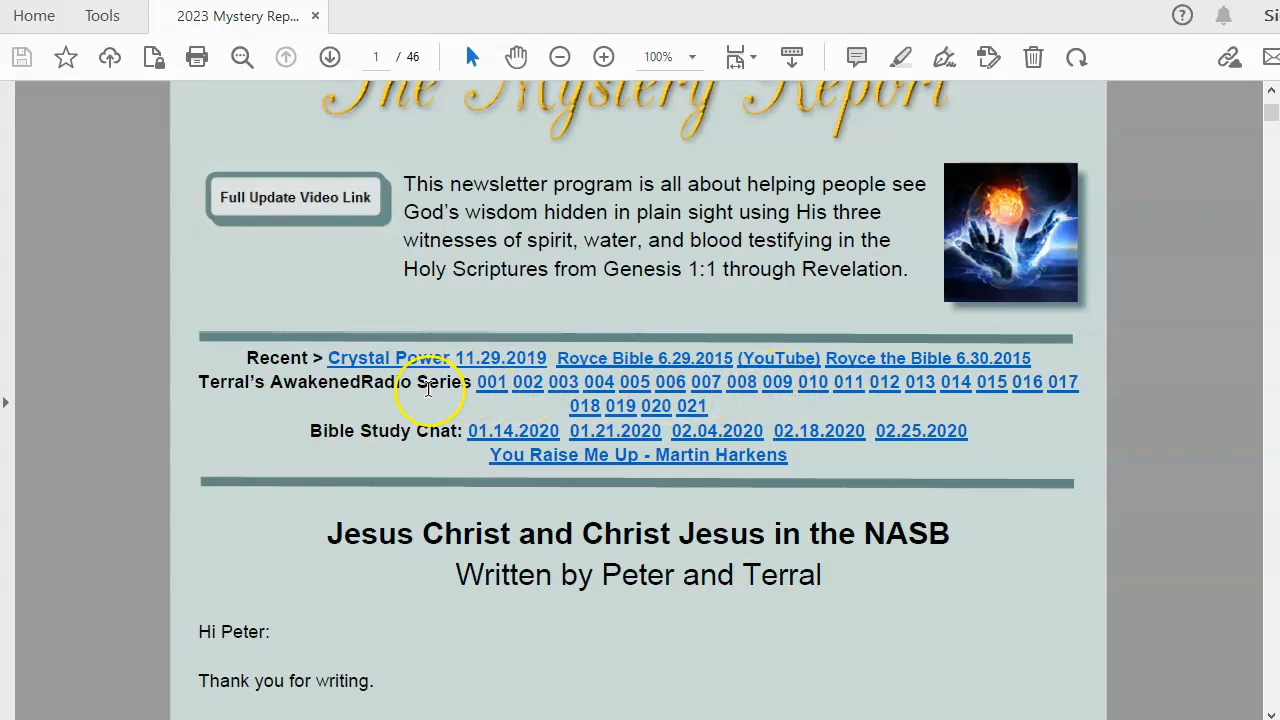 Home Tools 2023 Mystery Rep... × Si
1 / 46 100%
The Mystery Report
Full Update Video Link
This newsletter program is all about helping people see
God's wisdom hidden in plain sight using His three
witnesses of spirit, water, and blood testifying in the
Holy Scriptures from Genesis 1:1 through Revelation.
Recent > Crystal Power 11.29.2019 Royce Bible 6.29.2015 (YouTube) Royce the Bible 6.30.2015
Terral's AwakenedRadio Series 001 002 003 004 005 006 007 008 009 010 011 012 013 014 015 016 017
018 019 020 021
Bible Study Chat: 01.14.2020 01.21.2020 02.04.2020 02.18.2020 02.25.2020
You Raise Me Up - Martin Harkens
Jesus Christ and Christ Jesus in the NASB
Written by Peter and Terral
Hi Peter:
Thank you for writing.